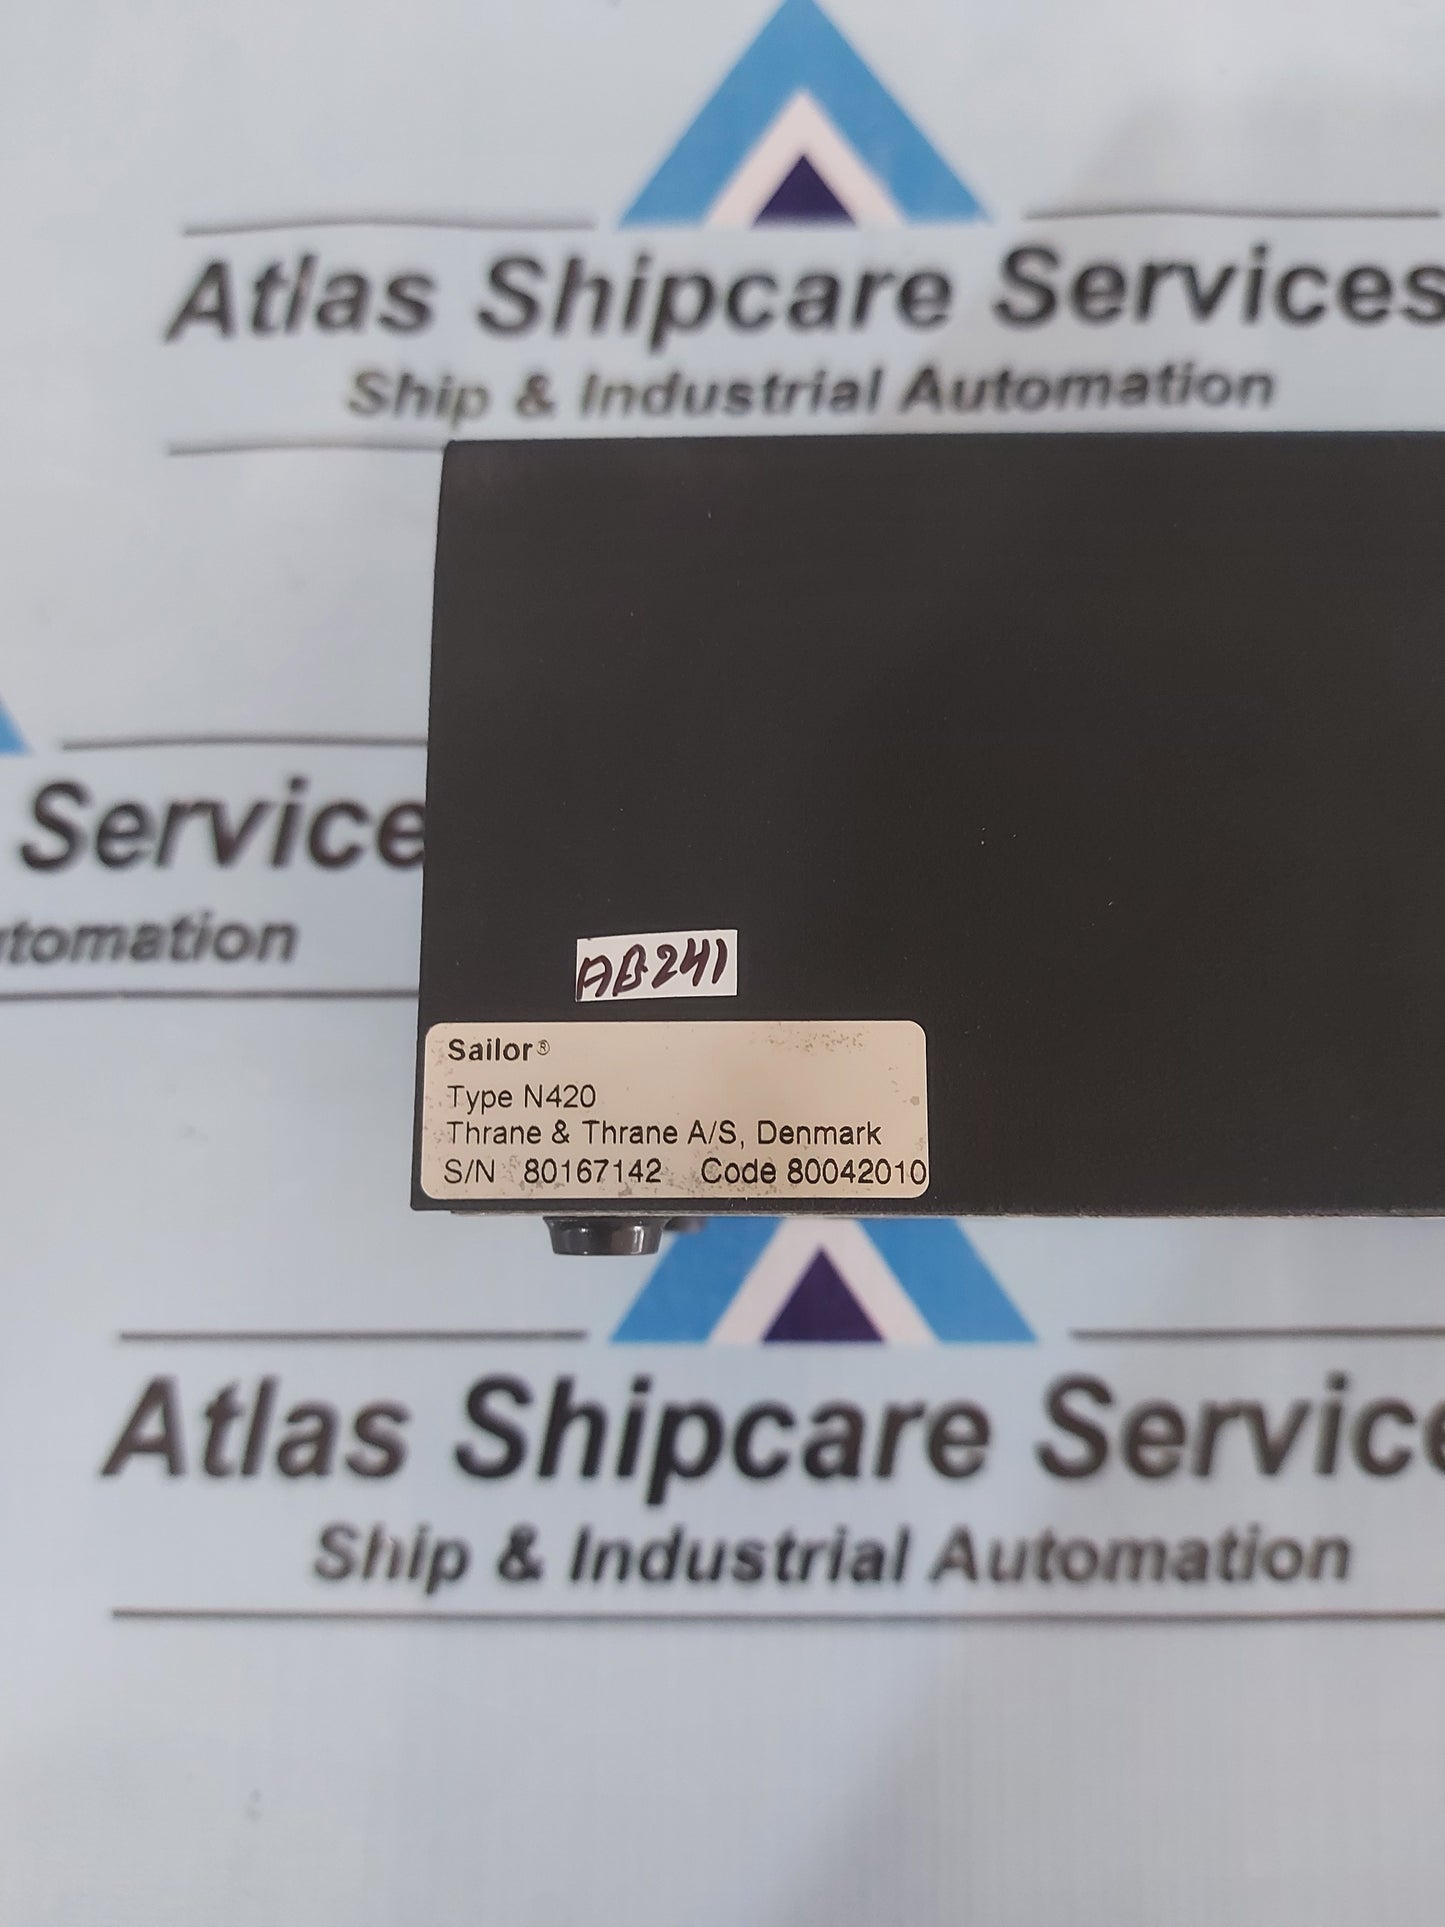 Atlas Shipcare Services
Ship & Industrial Automation
Service
utomation
AB241
Sailor®
Type N420
Thrane & Thrane A/S, Denmark
S/N 80167142 Code 80042010
Atlas Shipcare Service
Ship & Industrial Automation